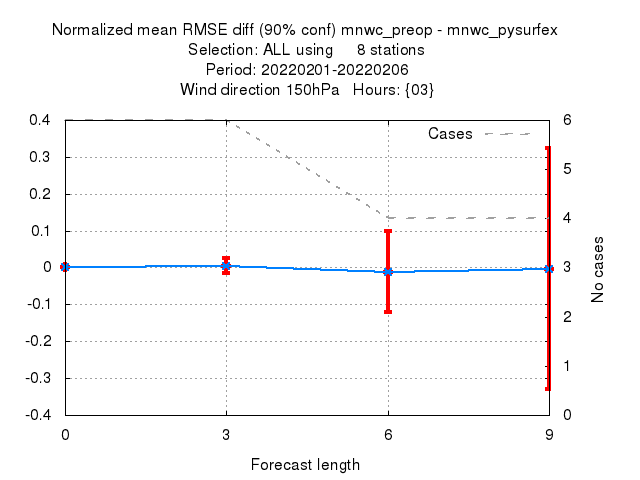 Normalized mean RMSE diff (90% conf) mnwc_preop - mnwc_pysurfex
Selection: ALL using 8 stations
Period: 20220201-20220206
Wind direction 150hPa Hours: {03}
Cases
0.4
0.3
0.2
0.1
0
-0.1
-0.2
-0.3
-0.4
6
5
4
3
2
1
0
No cases
0 3 6 9
Forecast length